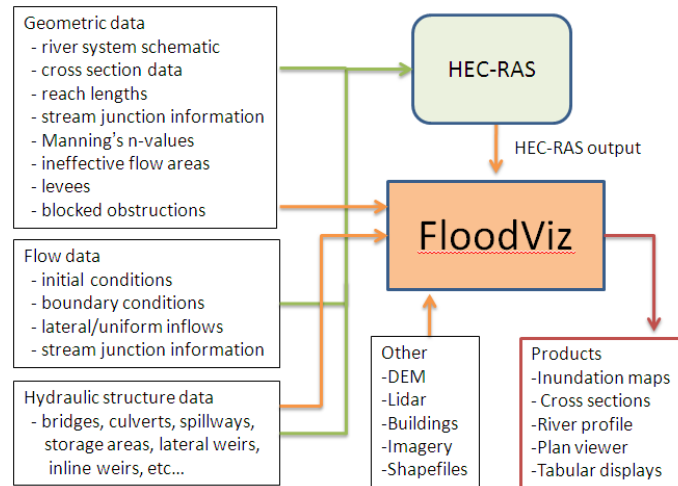 Geometric data
- river system schematic
- cross section data
- reach lengths
- stream junction information
- Manning's n-values
- ineffective flow areas
- levees
- blocked obstructions
Flow data
- initial conditions
- boundary conditions
- lateral/uniform inflows
- stream junction information
Hydraulic structure data
- bridges, culverts, spillways,
storage areas, lateral weirs,
inline weirs, etc...
HEC-RAS
HEC-RAS output
FloodViz
Other
-DEM
-Lidar
-Buildings
-Imagery
-Shapefiles
Products
-Inundation maps
- Cross sections
-River profile
-Plan viewer
-Tabular displays